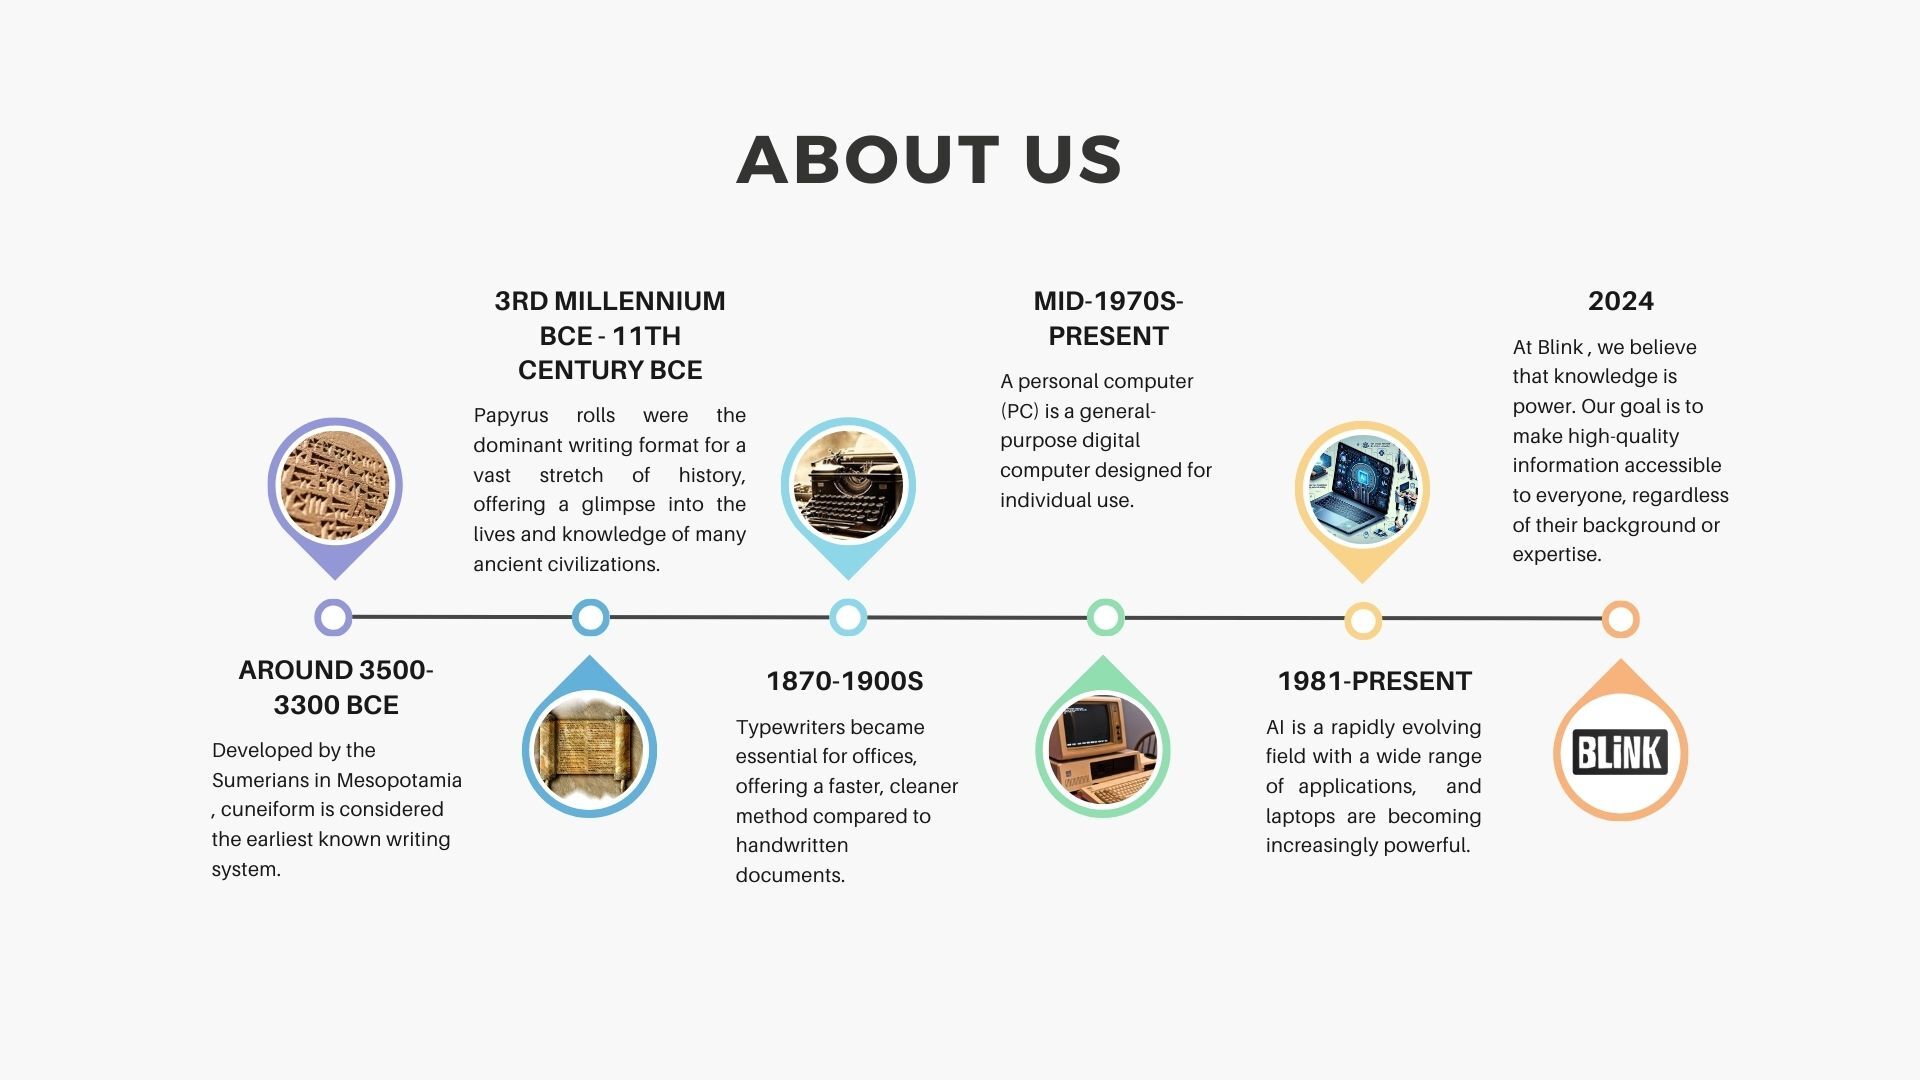 ABOUT US
AROUND 3500-
3300 BCE
Developed by the
Sumerians in Mesopotamia
, cuneiform is considered
the earliest known writing
system.
3RD MILLENNIUM
BCE - 11TH
CENTURY BCE
Papyrus rolls were the
dominant writing format for a
vast stretch of history,
offering a glimpse into the
lives and knowledge of many
ancient civilizations.
1870-1900S
Typewriters became
essential for offices,
offering a faster, cleaner
method compared to
handwritten
documents.
MID-1970S-
PRESENT
A personal computer
(PC) is a general-
purpose digital
computer designed for
individual use.
1981-PRESENT
AI is a rapidly evolving
field with a wide range
of applications, and
laptops are becoming
increasingly powerful.
2024
At Blink , we believe
that knowledge is
power. Our goal is to
make high-quality
information accessible
to everyone, regardless
of their background or
expertise.
BLiNK